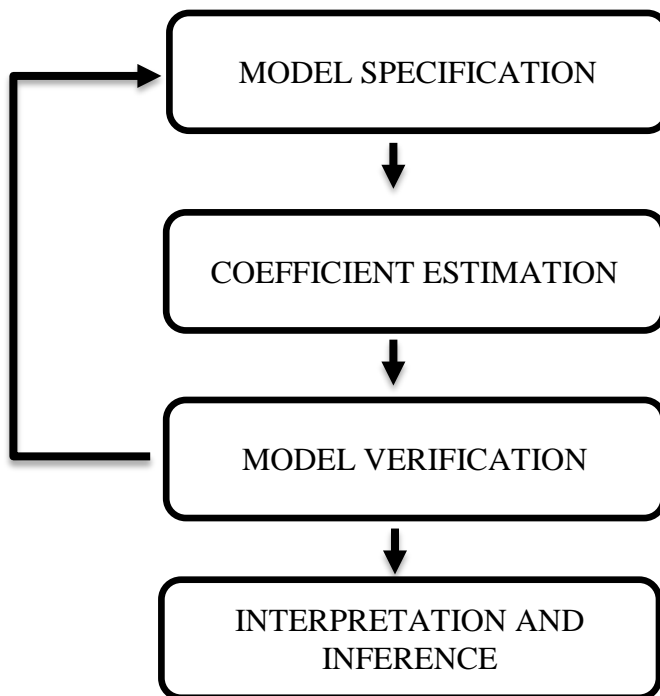 MODEL SPECIFICATION
COEFFICIENT ESTIMATION
MODEL VERIFICATION
INTERPRETATION AND
INFERENCE